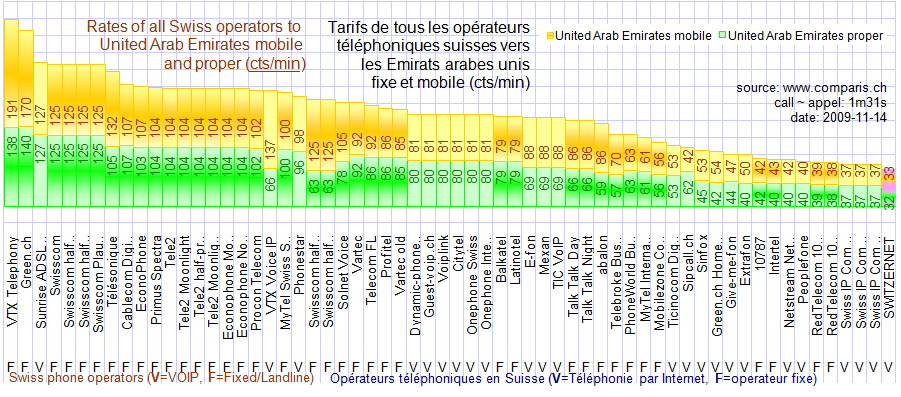 Rates of all Swiss operators to
United Arab Emirates mobile
and proper (cts/min)
Tarifs de tous les opérateurs
téléphoniques suisses vers
les Emirats arabes unis
fixe et mobile (cts/min)
United Arab Emirates mobile
United Arab Emirates proper
source: www.comparis.ch
call ~ appel: 1m31s
date: 2009-11-14
191 170 127 125 125 125 125 132 107 107 104 104 104 104 104 104 104 102 137 100 98 125 125 105 92 92 86 85 81 81 81 81 81 81 79 79 88 88 88 86 86 86 70 63 61 56 53 42 53 54 47 50 42 43 42 40 39 38 37 37 37 33
138 140 127 125 125 125 125 105 107 103 104 104 104 104 104 104 104 102 66 100 96 63 63 78 92 86 86 85 80 80 80 80 80 80 79 79 69 69 69 66 66 59 57 63 61 56 53 62 45 42 44 40 42 40 40 40 39 38 37 37 37 32
VTX Telephony
Green.ch
Sunrise ADSL ...
Swisscom
Swisscom half...
Swisscom half...
Swisscom Plau...
Télésonique
Cablecom Digi...
EconoPhone
Primus Spectra
Tele2
Tele2 Moonlight
Tele2 half-pr...
Tele2 Moonlig...
Econophone Mo...
Econophone No...
Procon Telecom
VTX Voice IP
MyTel Swiss S...
Phonestar
Swisscom half...
Swisscom half...
Solnet Voice
Vartec
Telecom FL
Profitel
Vartec old
Dynamic-phone...
Guest-voip.ch
Voipilink
Citytel
Onephone Swiss
Onephone Inte...
Balkatel
Latinotel
E-fon
Mexan
TIC VoIP
Talk Talk Day
Talk Talk Night
abalon
Telebroke Bus...
PhoneWorld Bu...
MyTel Interna...
Mobilezone Co...
Ticinocom Dig...
Sipcall.ch
Sinfox
Green.ch Home...
Give-me-fon
Extrafon
10787
Intertel
Netstream Net...
Peoplefone
RedTelecom 10...
RedTelecom 10...
Swiss IP Com...
Swiss IP Com...
Swiss IP Com...
SWITZERNET
Swiss phone operators (V=VOIP, F=Fixed/Landline)
Opérateurs téléphoniques en Suisse (V=Téléphonie par Internet, F=operateur fixe)